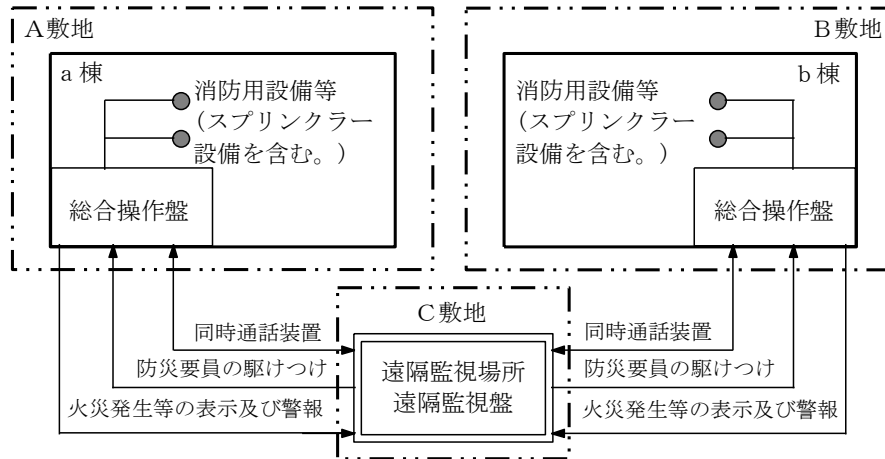 A敷地
a棟
消防用設備等
(スプリンクラー
設備を含む。)
総合操作盤
B敷地
b棟
消防用設備等
(スプリンクラー
設備を含む。)
総合操作盤
C敷地
遠隔監視場所
遠隔監視盤
同時通話装置
防災要員の駆けつけ
火災発生等の表示及び警報
同時通話装置
防災要員の駆けつけ
火災発生等の表示及び警報